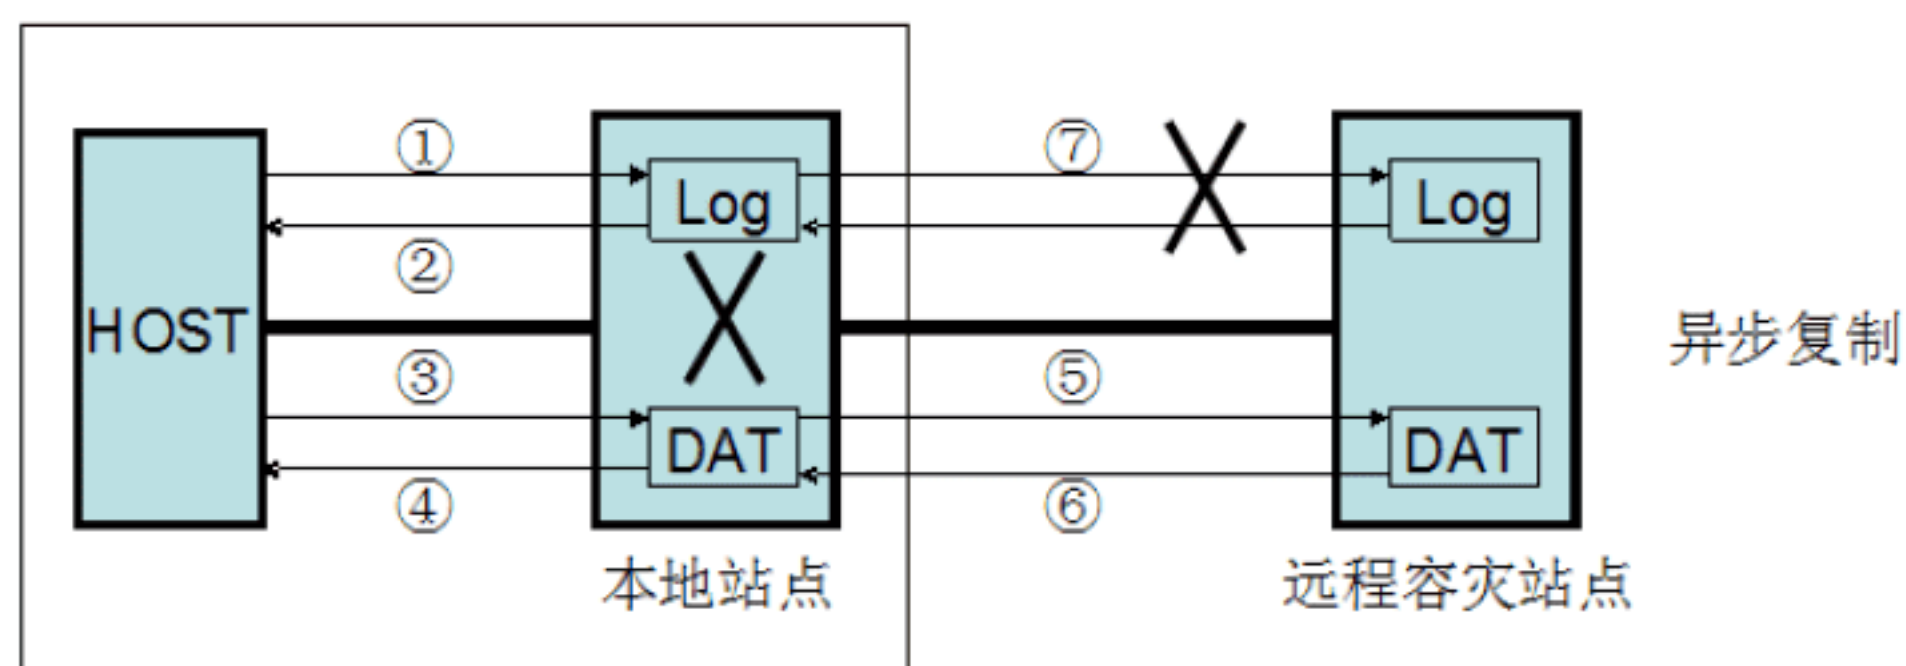 ① ⑦
Log Log
②
HOST 异步复制
③ ⑤
DAT DAT
④ ⑥
本地站点 远程容灾站点